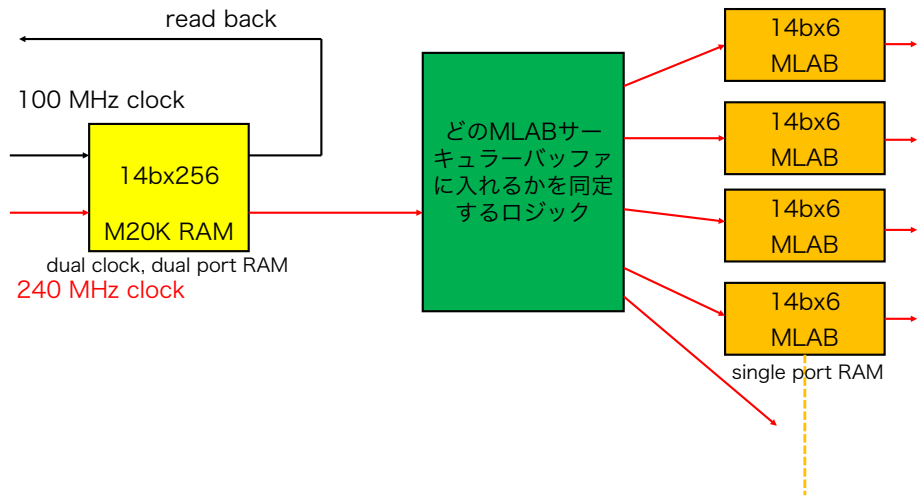 read back
100 MHz clock
14bx256
M20K RAM
dual clock, dual port RAM
240 MHz clock
どのMLABサー
キュラーバッファ
に入れるかを同定
するロジック
14bx6
MLAB
14bx6
MLAB
14bx6
MLAB
14bx6
MLAB
single port RAM